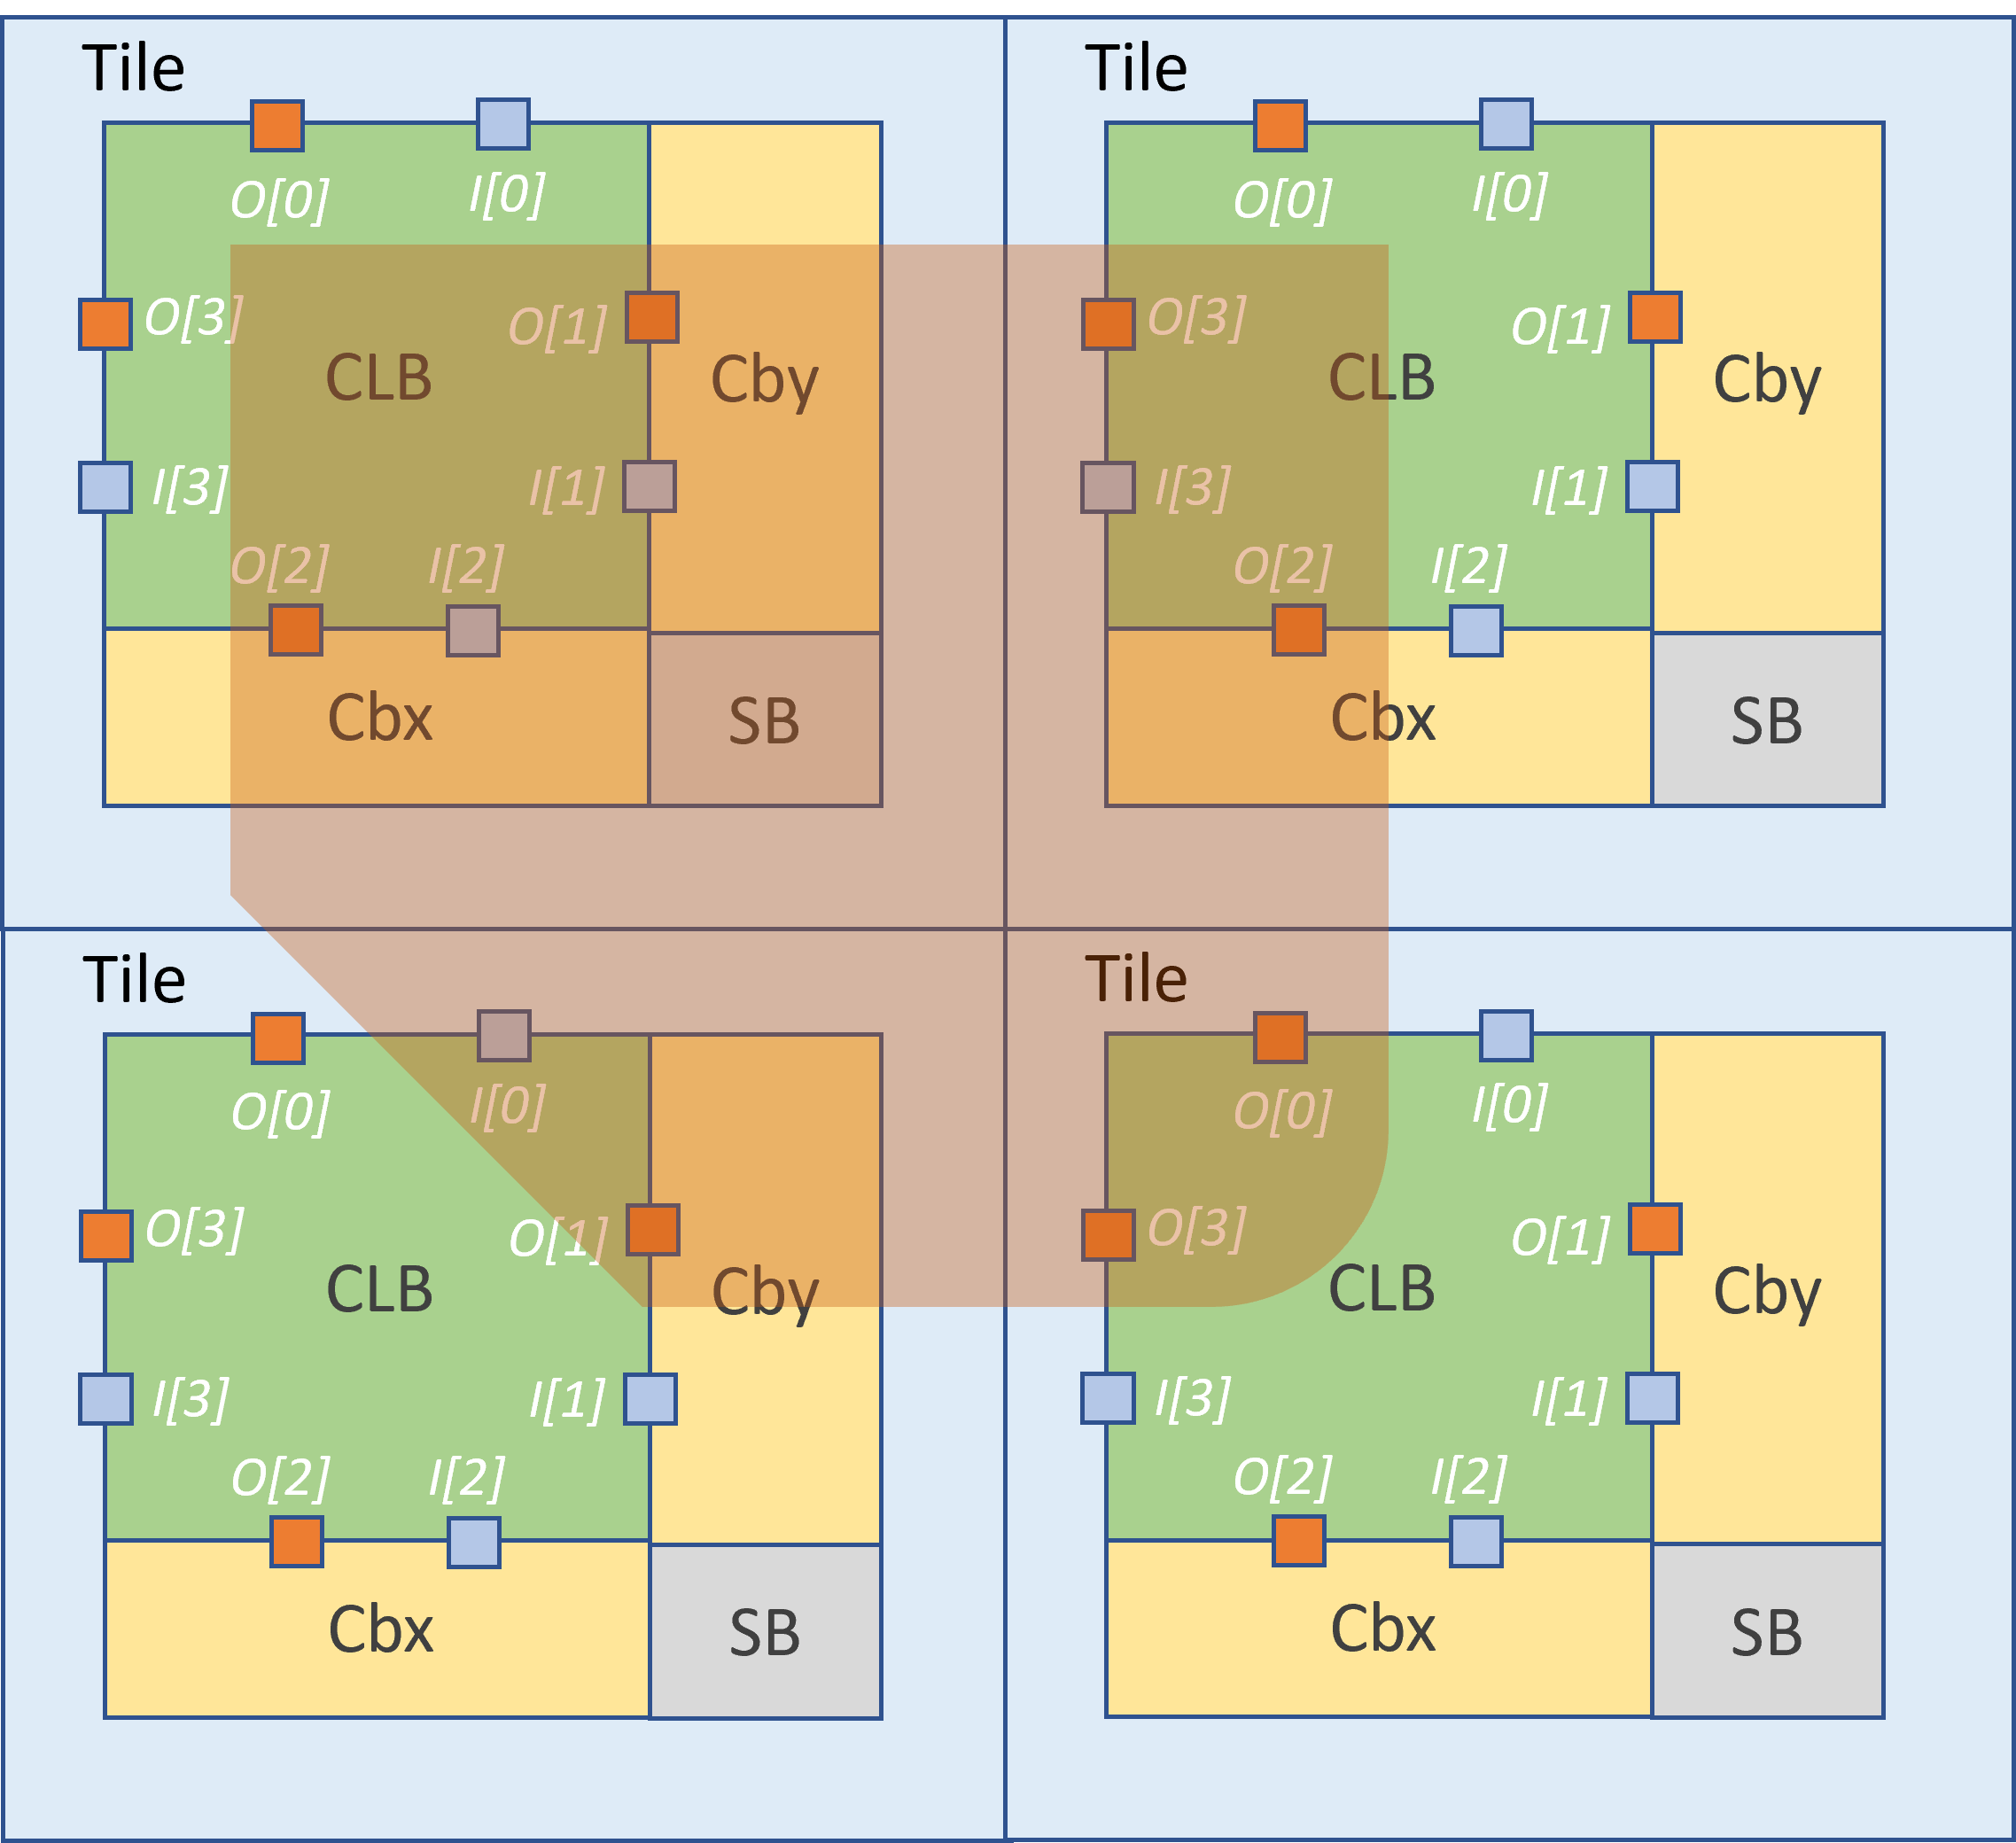 Tile
O[0] I[0]
O[3] O[1]
CLB Cby
I[3] I[1]
O[2] I[2]
Cbx SB
Tile
O[0] I[0]
O[3] O[1]
CLB Cby
I[3] I[1]
O[2] I[2]
Cbx SB
Tile
O[0] I[0]
O[3] O[1]
CLB Cby
I[3] I[1]
O[2] I[2]
Cbx SB
Tile
O[0] I[0]
O[3] O[1]
CLB Cby
I[3] I[1]
O[2] I[2]
Cbx SB